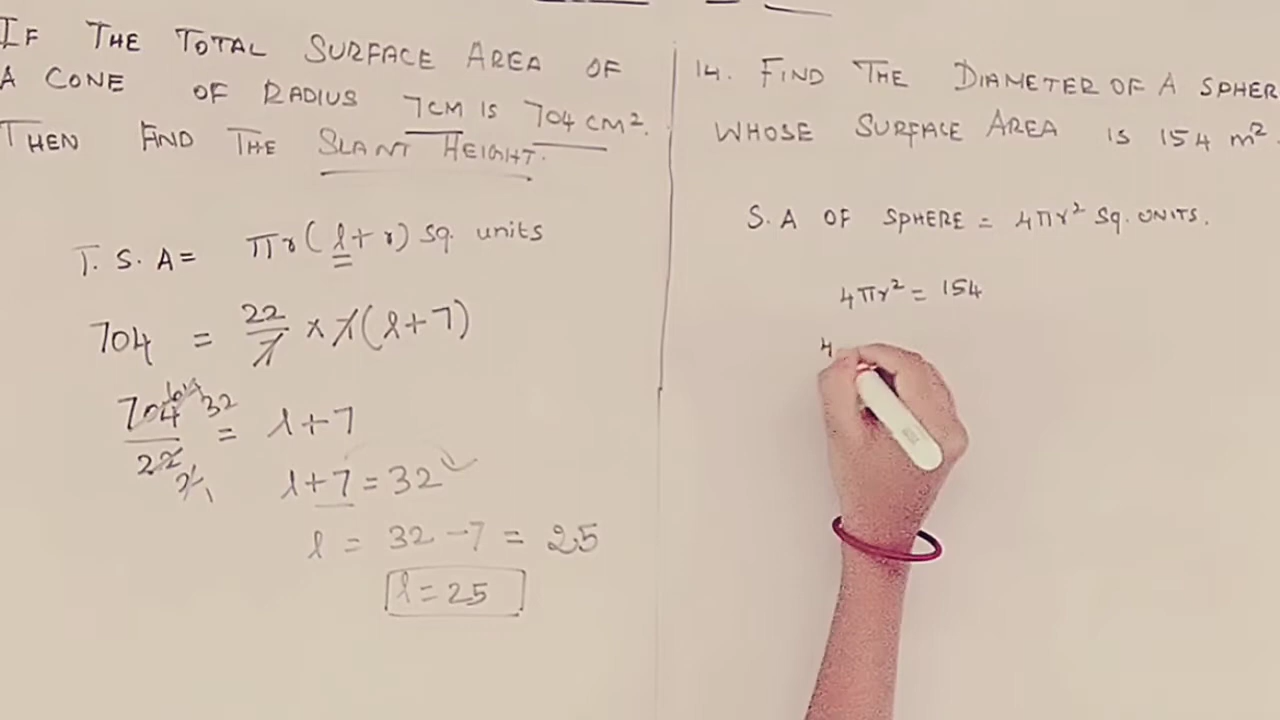 IF THE TOTAL SURFACE AREA OF
A CONE OF RADIUS 7CM IS 704 CM².
THEN FIND THE SLANT HEIGHT.
T. S. A = πr(l+r) sq. units
704 = 22/7 × 7(l+7)
704/22 = l+7
32
l+7 = 32
l = 32 - 7 = 25
l = 25
14. FIND THE DIAMETER OF A SPHER
WHOSE SURFACE AREA IS 154 m².
S. A OF SPHERE = 4πr² SQ. UNITS.
4πr² = 154
4